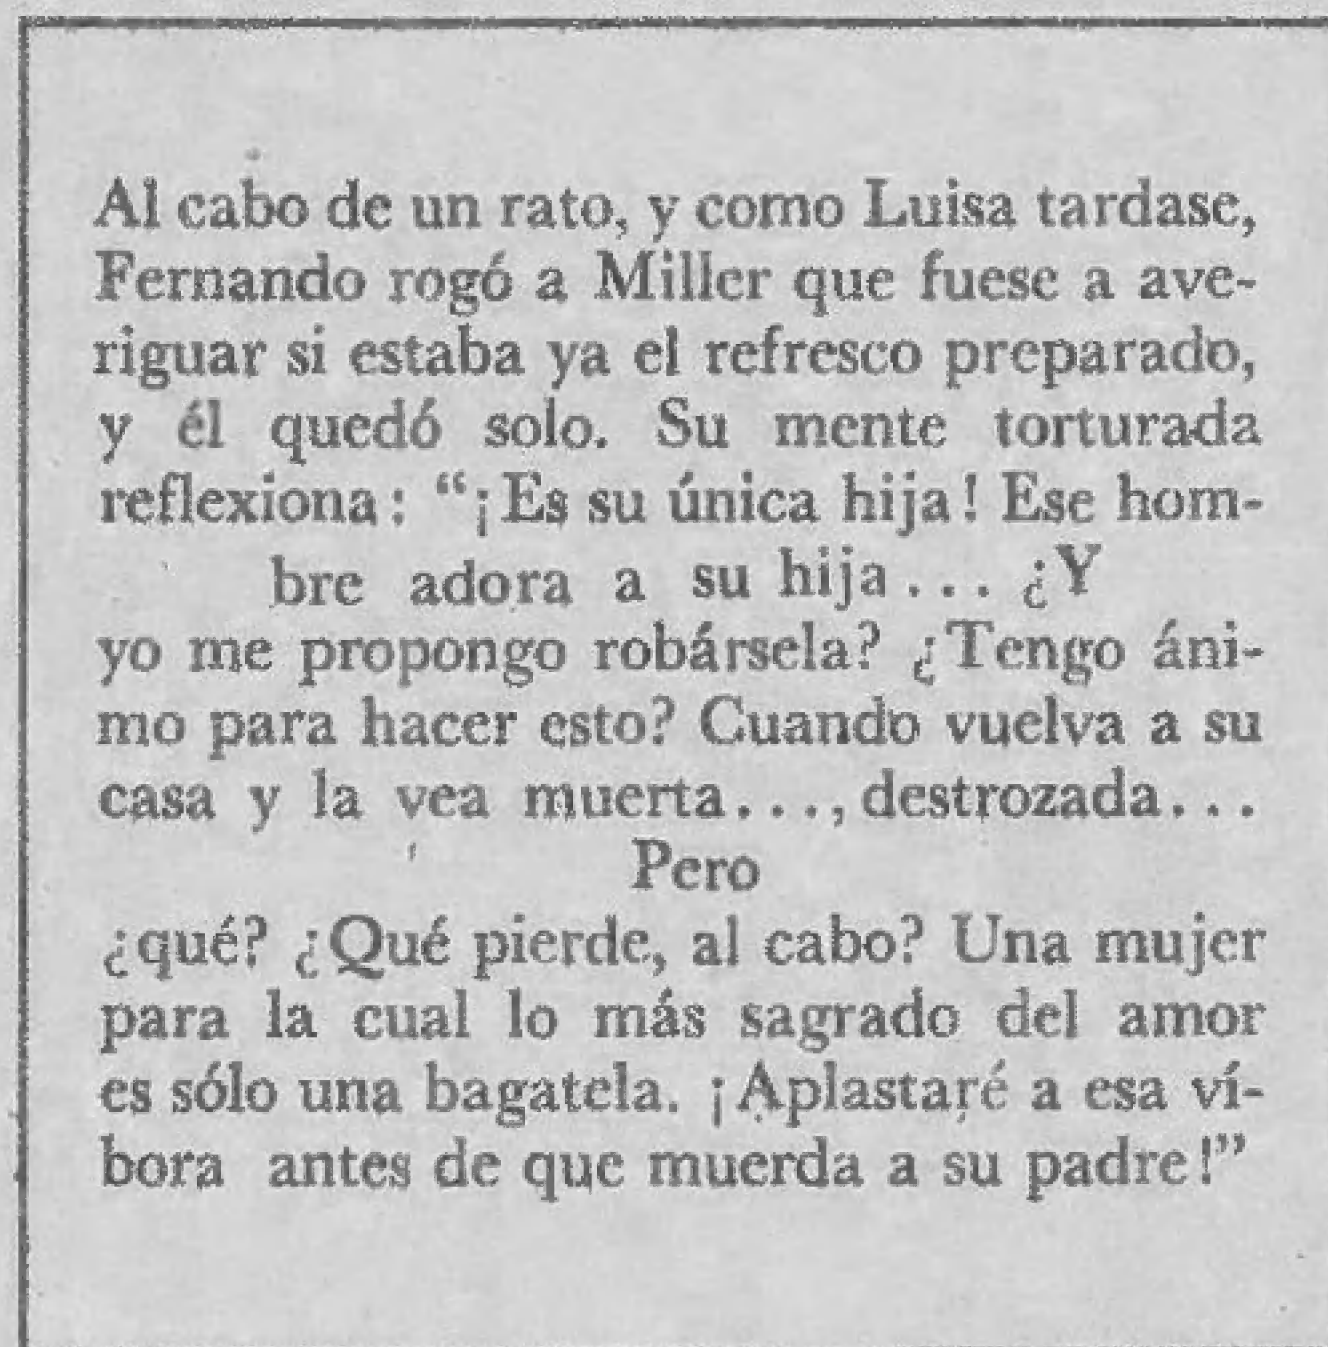 Al cabo de un rato, y como Luisa tardase,
Fernando rogó a Miller que fuese a ave-
riguar si estaba ya el refresco preparado,
y él quedó solo. Su mente torturada
reflexiona: “¡Es su única hija! Ese hom-
bre adora a su hija... ¿Y
yo me propongo robársela? ¿Tengo áni-
mo para hacer esto? Cuando vuelva a su
casa y la vea muerta..., destrozada...
Pero
¿qué? ¿Qué pierde, al cabo? Una mujer
para la cual lo más sagrado del amor
es sólo una bagatela. ¡Aplastaré a esa ví-
bora antes de que muerda a su padre!”